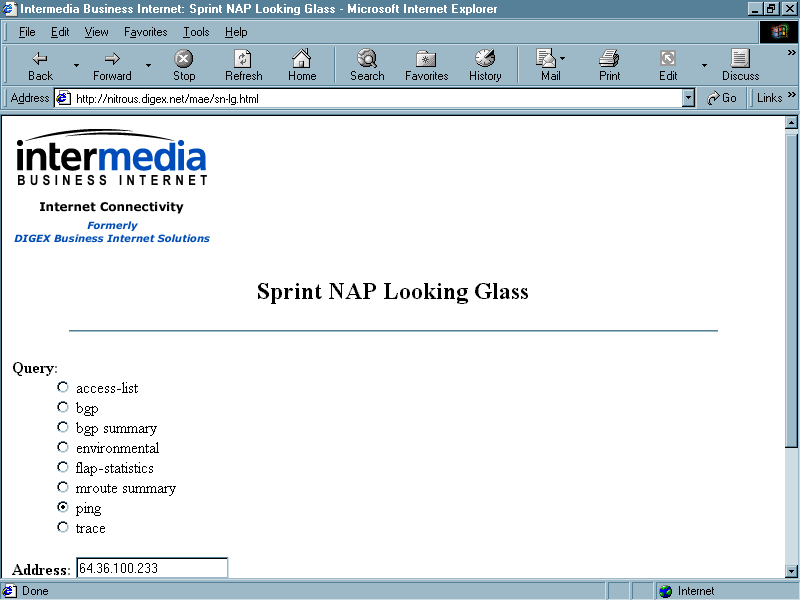 Intermedia Business Internet: Sprint NAP Looking Glass - Microsoft Internet Explorer
File Edit View Favorites Tools Help
Back Forward Stop Refresh Home Search Favorites History Mail Print Edit Discuss »
Address http://nitrous.digex.net/mae/sn-lg.html Go Links »
intermedia
BUSINESS INTERNET
Internet Connectivity
Formerly
DIGEX Business Internet Solutions
Sprint NAP Looking Glass
Query:
access-list
bgp
bgp summary
environmental
flap-statistics
mroute summary
ping
trace
Address: 64.36.100.233
Done Internet